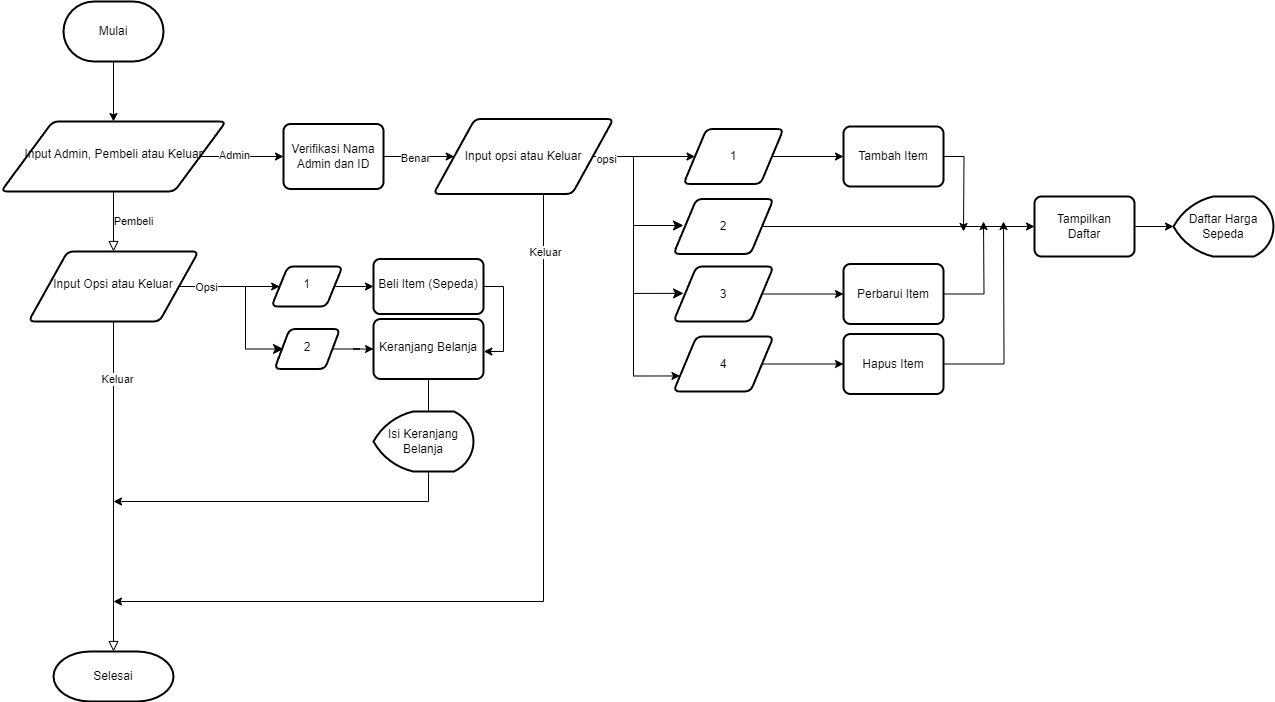 Mulai
Input Admin, Pembeli atau Keluar
Admin
Verifikasi Nama
Admin dan ID
Benar
Input opsi atau Keluar
opsi
1
Tambah Item
2
3
Perbarui Item
4
Hapus Item
Tampilkan
Daftar
Daftar Harga
Sepeda
Keluar
Pembeli
Input Opsi atau Keluar
Opsi
1
Beli Item (Sepeda)
2
Keranjang Belanja
Isi Keranjang
Belanja
Keluar
Selesai